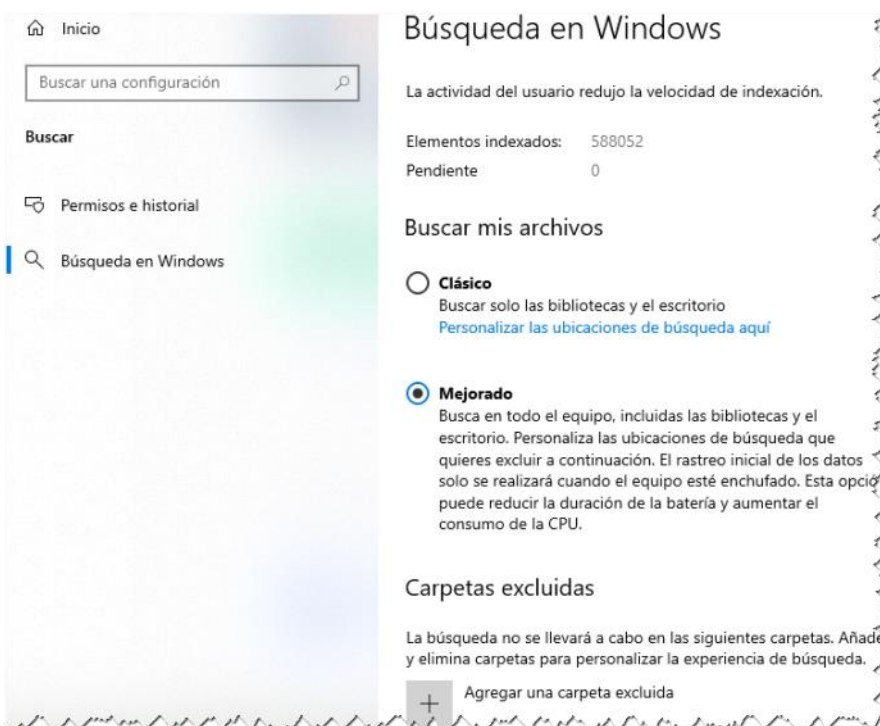 Inicio
Buscar una configuración
Buscar
Permisos e historial
Búsqueda en Windows
Búsqueda en Windows
La actividad del usuario redujo la velocidad de indexación.
Elementos indexados: 588052
Pendiente 0
Buscar mis archivos
Clásico
Buscar solo las bibliotecas y el escritorio
Personalizar las ubicaciones de búsqueda aquí
Mejorado
Busca en todo el equipo, incluidas las bibliotecas y el
escritorio. Personaliza las ubicaciones de búsqueda que
quieres excluir a continuación. El rastreo inicial de los datos
solo se realizará cuando el equipo esté enchufado. Esta opció
puede reducir la duración de la batería y aumentar el
consumo de la CPU.
Carpetas excluidas
La búsqueda no se llevará a cabo en las siguientes carpetas. Añade
y elimina carpetas para personalizar la experiencia de búsqueda.
Agregar una carpeta excluida